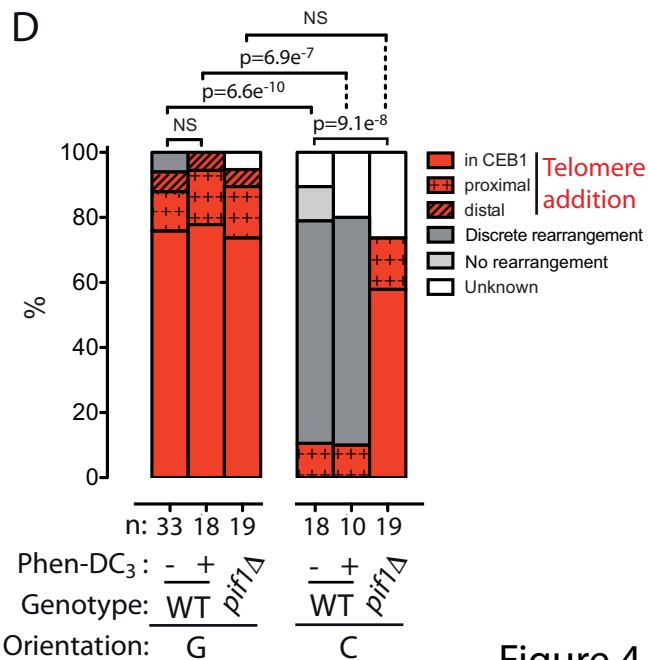 D
NS
p=6.9e-7
p=6.6e-10
NS
p=9.1e-8
100
80
60
40
20
0
%
in CEB1
proximal
distal
Telomere
addition
Discrete rearrangement
No rearrangement
Unknown
n: 33 18 19 18 10 19
Phen-DC3 : - + pif1Δ - + pif1Δ
Genotype: WT WT
Orientation: G C
Figure 4